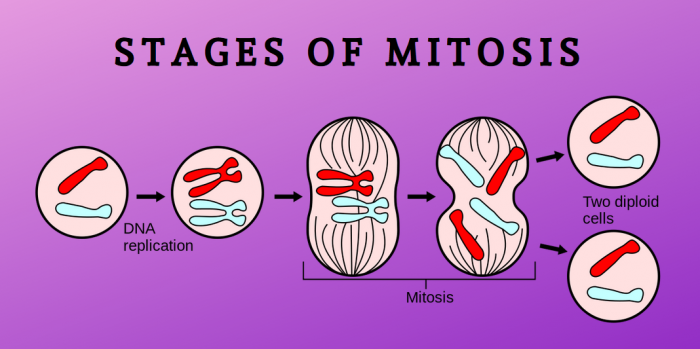 STAGES OF MITOSIS
DNA
replication
Mitosis
Two diploid
cells